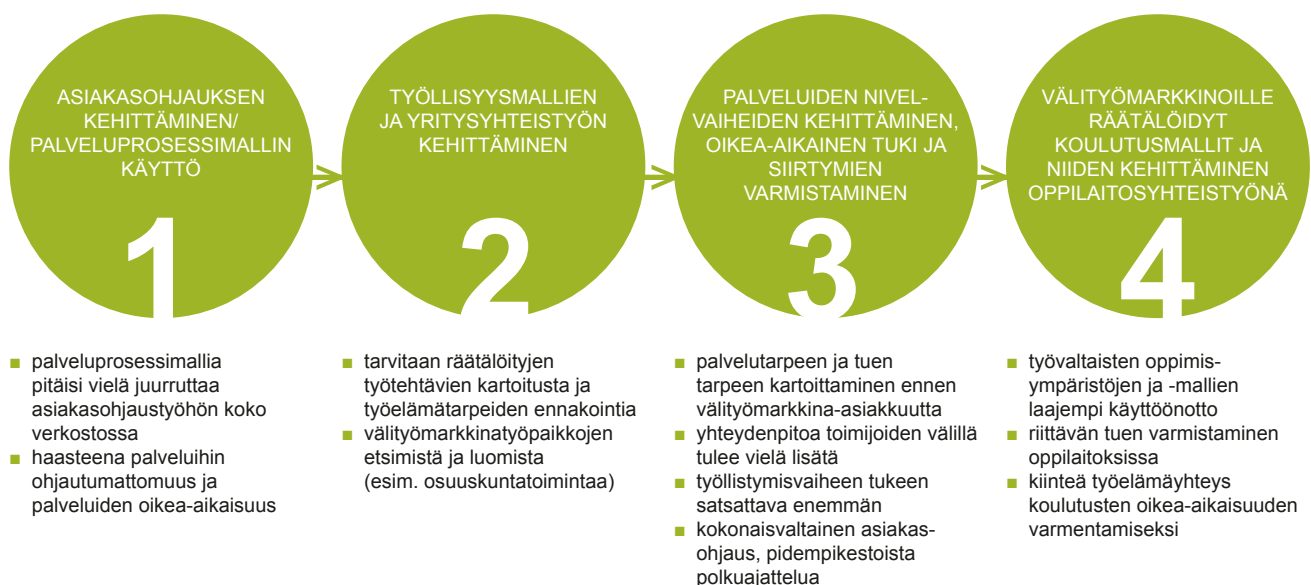 ASIAKASOHJAUKSEN
KEHITTÄMINEN/
PALVELUPROSESSIMALLIN
KÄYTTÖ
1
TYÖLLISYYSMALLIEN
JA YRITYSYHTEISTYÖN
KEHITTÄMINEN
2
PALVELUIDEN NIVEL-
VAIHEIDEN KEHITTÄMINEN,
OIKEA-AIKAINEN TUKI JA
SIIRTYMIEN
VARMISTAMINEN
3
VÄLITYÖMARKKINOILLE
RÄÄTÄLÖIDYT
KOULUTUSMALLIT JA
NIIDEN KEHITTÄMINEN
OPPILAITOSYHTEISTYÖNÄ
4
palveluprosessimallia
pitäisi vielä juurruttaa
asiakasohjaustyöhön koko
verkostossa
haasteena palveluihin
ohjautumattomuus ja
palveluiden oikea-aikaisuus
tarvitaan räätälöityjen
työtehtävien kartoitusta ja
työelämätarpeiden ennakointia
välityömarkkinatyöpaikkojen
etsimistä ja luomista
(esim. osuuskuntatoimintaa)
palvelutarpeen ja tuen
tarpeen kartoittaminen ennen
välityömarkkina-asiakkuutta
yhteydenpitoa toimijoiden välillä
tulee vielä lisätä
työllistymisvaiheen tukeen
satsattava enemmän
kokonaisvaltainen asiakas-
ohjaus, pidempikestoista
polkuajattelua
työvaltaisten oppimis-
ympäristöjen ja -mallien
laajempi käyttöönotto
riittävän tuen varmistaminen
oppilaitoksissa
kiinteä työelämäyhteys
koulutusten oikea-aikaisuuden
varmentamiseksi